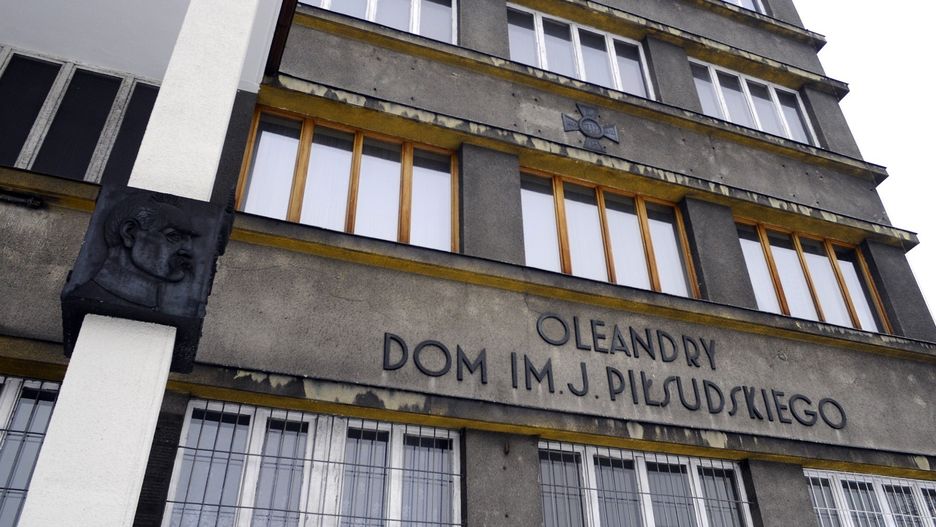 OLEANDRY
DOM IM. J. PIŁSUDSKIEGO